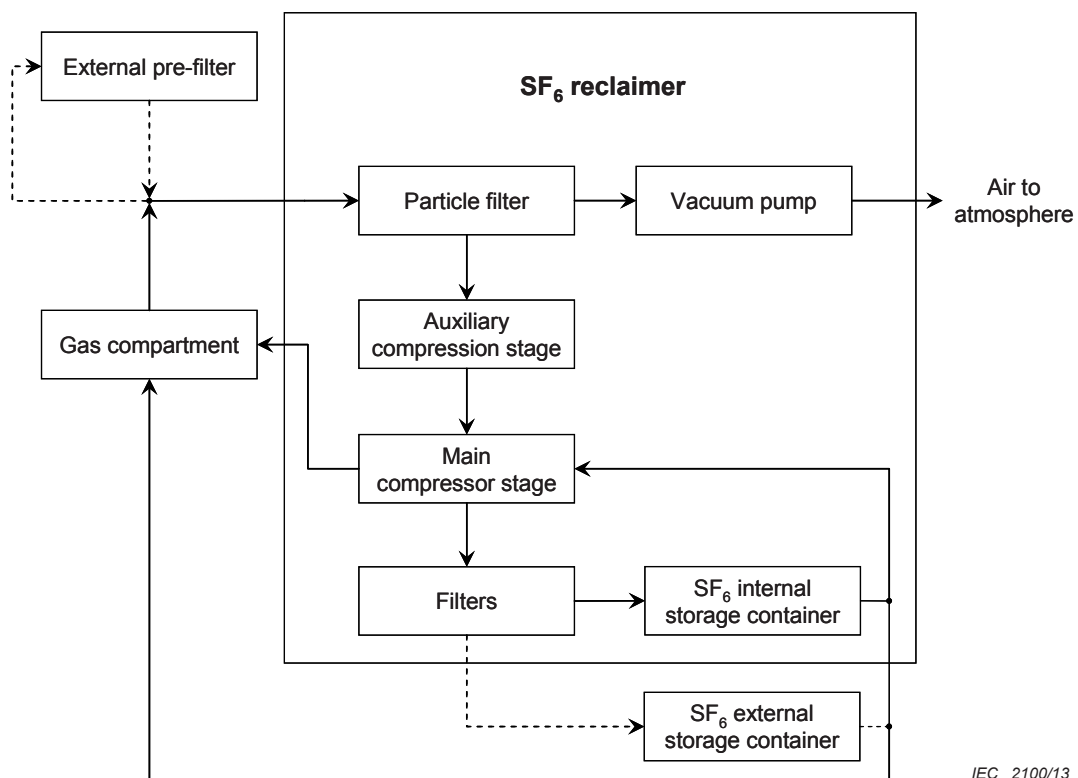 External pre-filter
SF₆ reclaimer
Particle filter
Vacuum pump
Air to
atmosphere
Auxiliary
compression stage
Gas compartment
Main
compressor stage
Filters
SF₆ internal
storage container
SF₆ external
storage container
IEC 2100/13